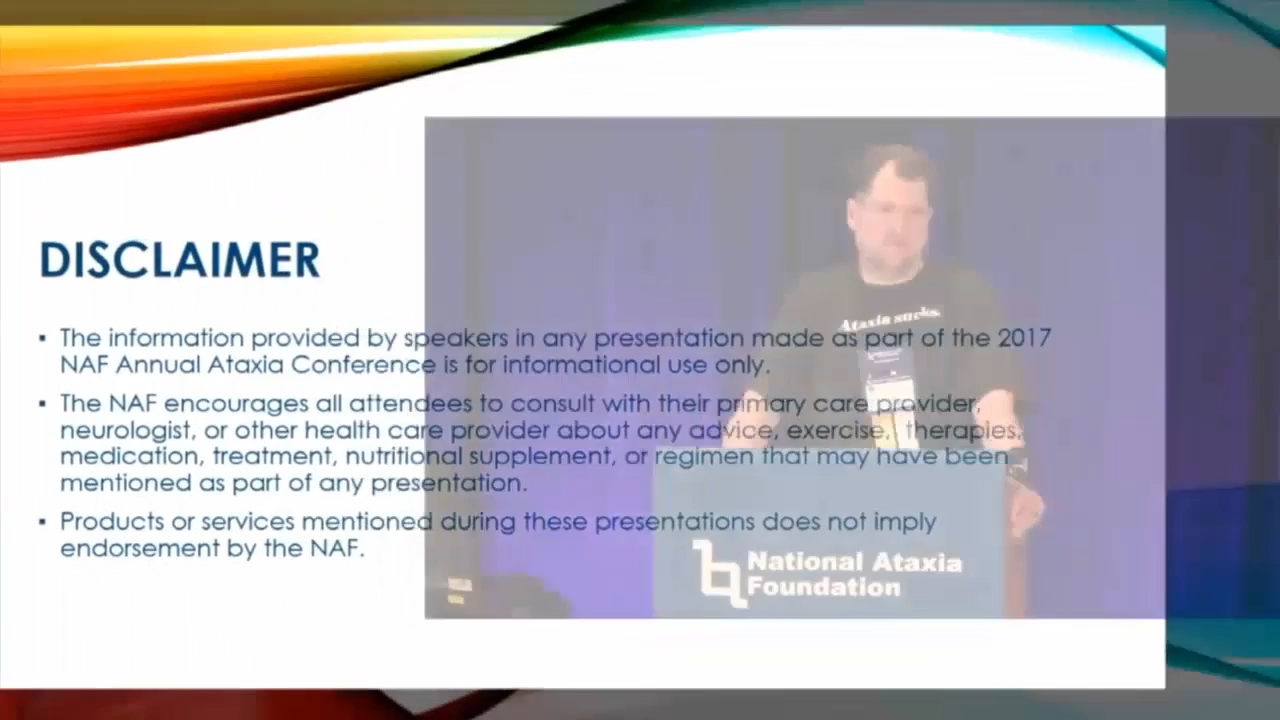 DISCLAIMER
▪ The information provided by speakers in any presentation made as part of the 2017
NAF Annual Ataxia Conference is for informational use only.
▪ The NAF encourages all attendees to consult with their primary care provider,
neurologist, or other health care provider about any advice, exercise, therapies,
medication, treatment, nutritional supplement, or regimen that may have been
mentioned as part of any presentation.
▪ Products or services mentioned during these presentations does not imply
endorsement by the NAF.
Ataxia sucks.
National Ataxia
Foundation